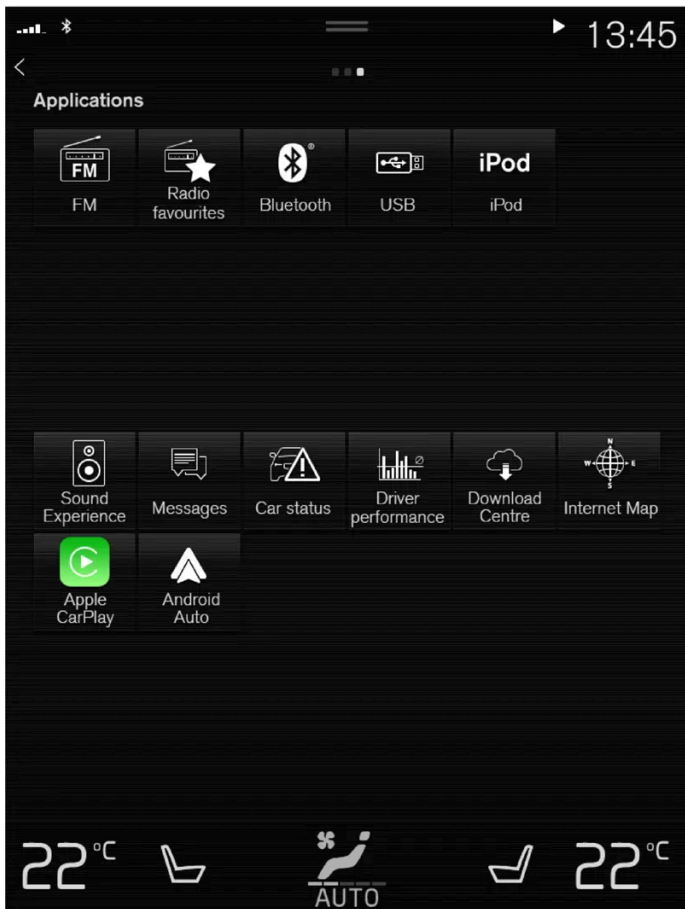 13:45
Applications
FM
FM
Radio
favourites
Bluetooth
USB
iPod
iPod
Sound
Experience
Messages
Car status
Driver
performance
Download
Centre
N
W E
S
Internet Map
Apple
CarPlay
Android
Auto
22°C
AUTO
22°C